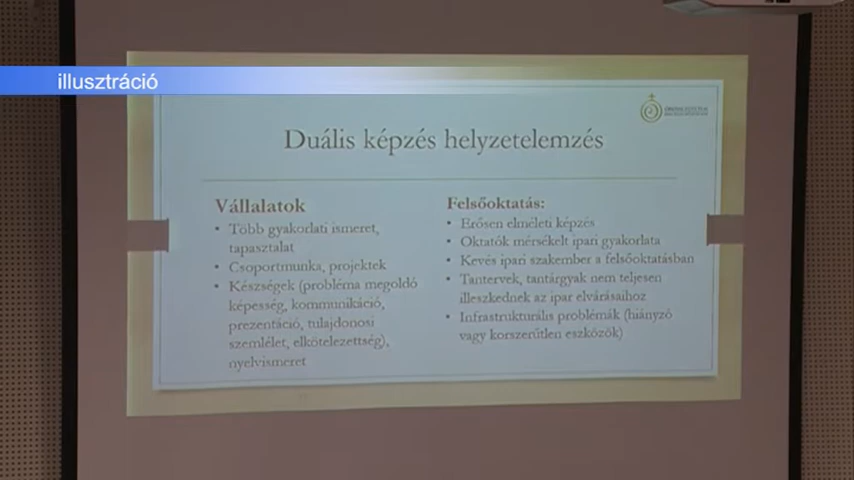 illusztráció
Duális képzés helyzetelemzés
Vállalatok
• Több gyakorlati ismeret,
tapasztalat
• Csoportmunka, projektek
• Készségek (probléma megoldó
képesség, kommunikáció,
prezentáció, tulajdonosi
szemlélet, elkötelezettség),
nyelvismeret
Felsőoktatás:
• Erősen elméleti képzés
• Oktatók mérsékelt ipari gyakorlata
• Kevés ipari szakember a felsőoktatásban
• Tantervek, tantárgyak nem teljesen
illeszkednek az ipar elvárásaihoz
• Infrastrukturális problémák (hiányzó
vagy korszerűtlen eszközök)